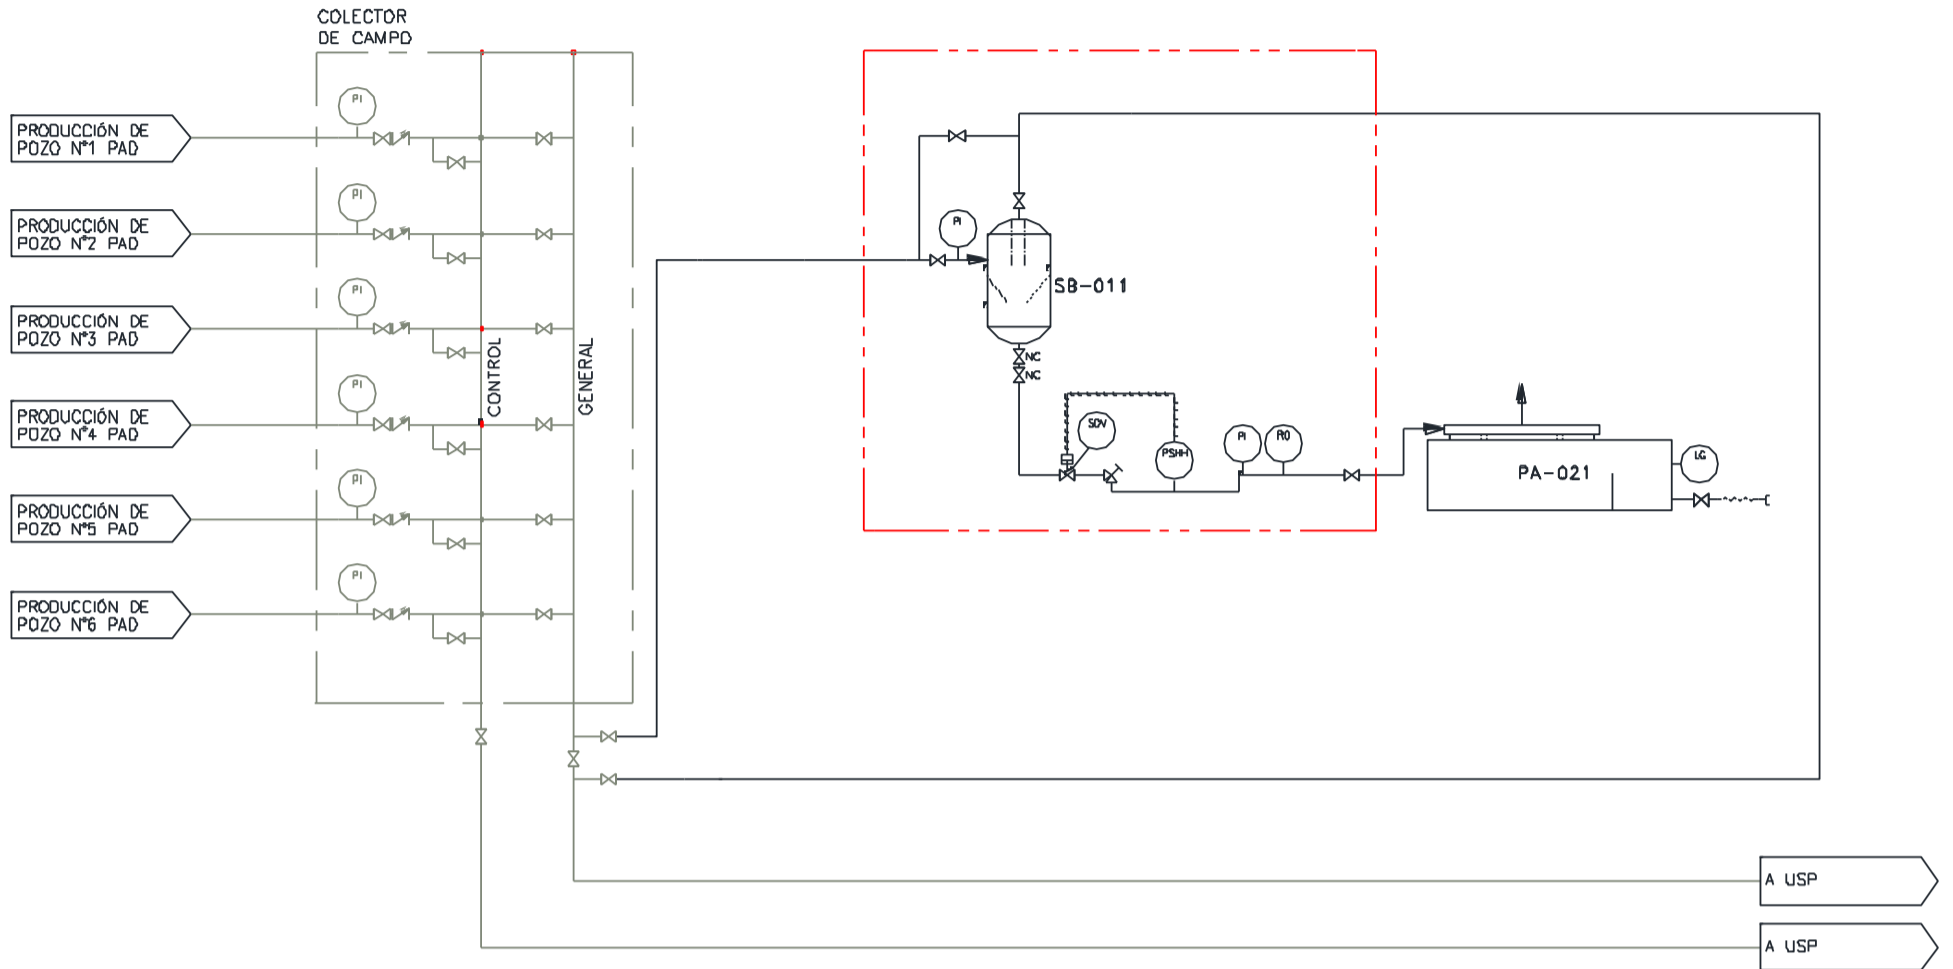 COLECTOR
DE CAMPO
PI
PRODUCCIÓN DE
POZO N°1 PAD
PI
PRODUCCIÓN DE
POZO N°2 PAD
PI
PRODUCCIÓN DE
POZO N°3 PAD
PI
PRODUCCIÓN DE
POZO N°4 PAD
PI
PRODUCCIÓN DE
POZO N°5 PAD
PI
PRODUCCIÓN DE
POZO N°6 PAD
CONTROL
GENERAL
PI
SB-011
NC
NC
SDV
PSHH
PI
RO
PA-021
LG
A USP
A USP